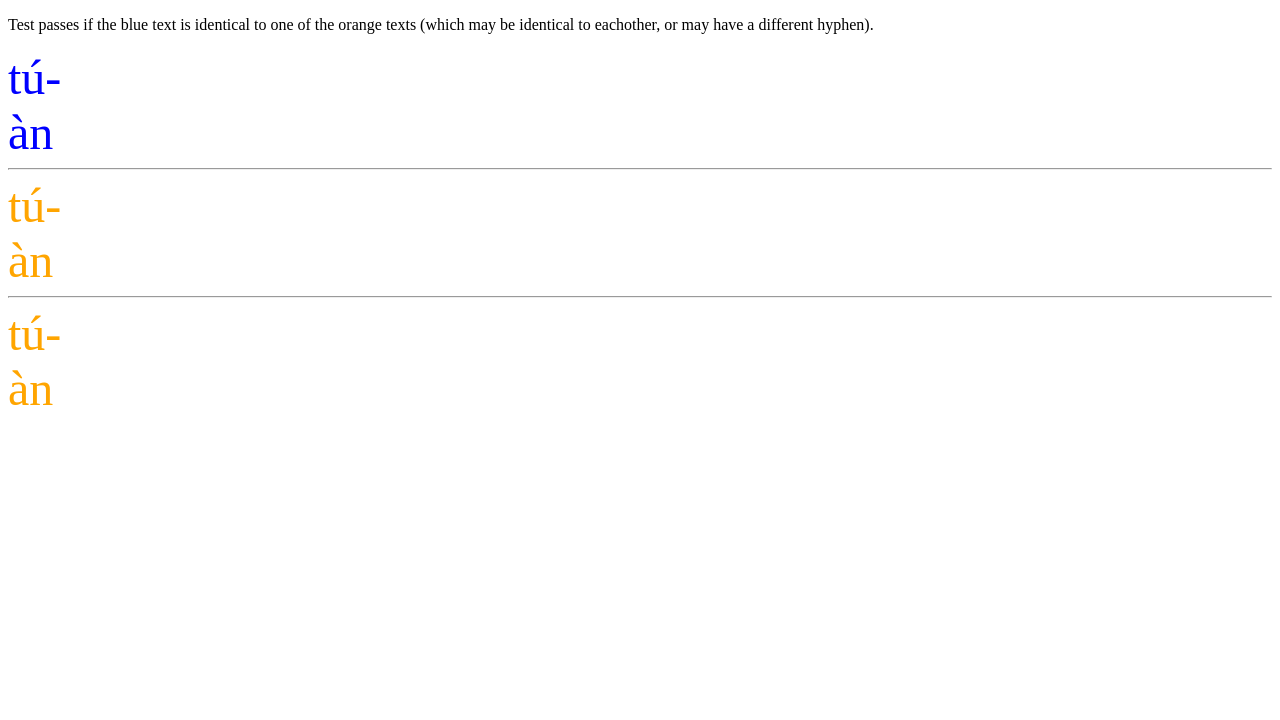 Test passes if the blue text is identical to one of the orange texts (which may be identical to eachother, or may have a different hyphen).
tú-
àn
tú-
àn
tú-
àn